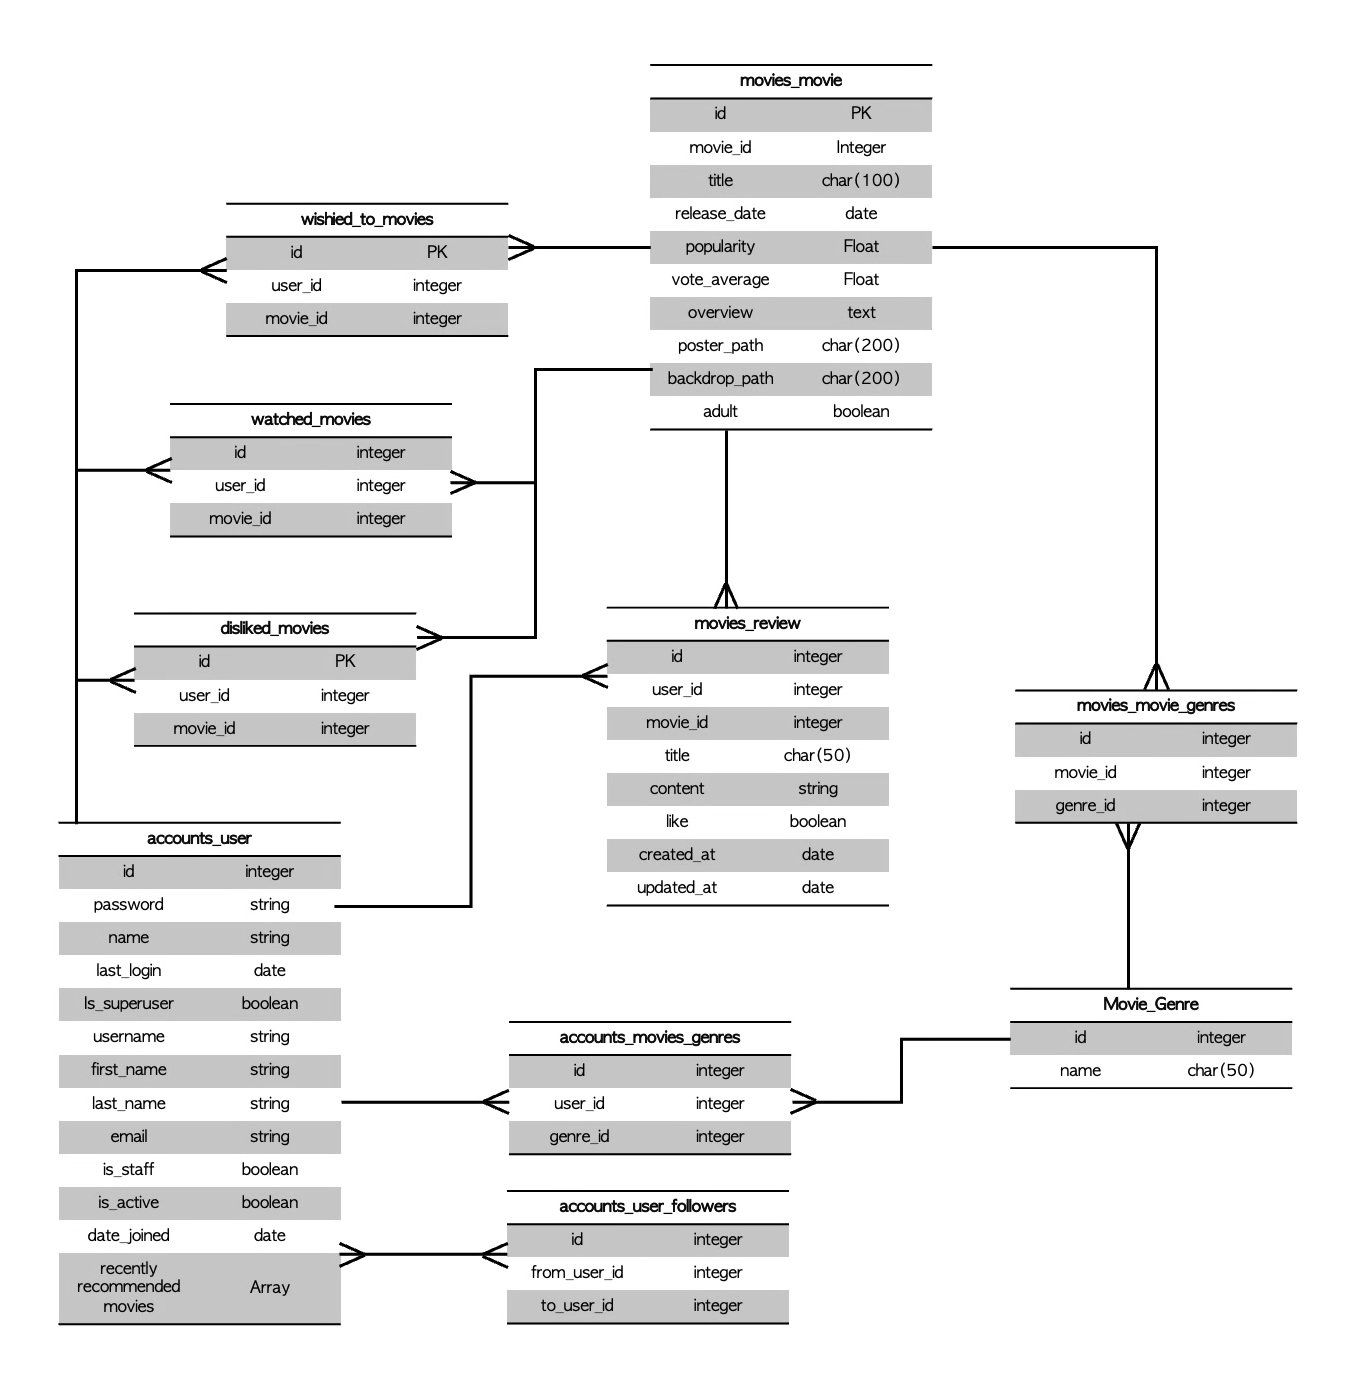 movies_movie
id PK
movie_id Integer
title char(100)
release_date date
popularity Float
vote_average Float
overview text
poster_path char(200)
backdrop_path char(200)
adult boolean
wishied_to_movies
id PK
user_id integer
movie_id integer
watched_movies
id integer
user_id integer
movie_id integer
disliked_movies
id PK
user_id integer
movie_id integer
movies_review
id integer
user_id integer
movie_id integer
title char(50)
content string
like boolean
created_at date
updated_at date
movies_movie_genres
id integer
movie_id integer
genre_id integer
accounts_user
id integer
password string
name string
last_login date
Is_superuser boolean
username string
first_name string
last_name string
email string
is_staff boolean
is_active boolean
date_joined date
recently
recommended Array
movies
Movie_Genre
id integer
name char(50)
accounts_movies_genres
id integer
user_id integer
genre_id integer
accounts_user_followers
id integer
from_user_id integer
to_user_id integer